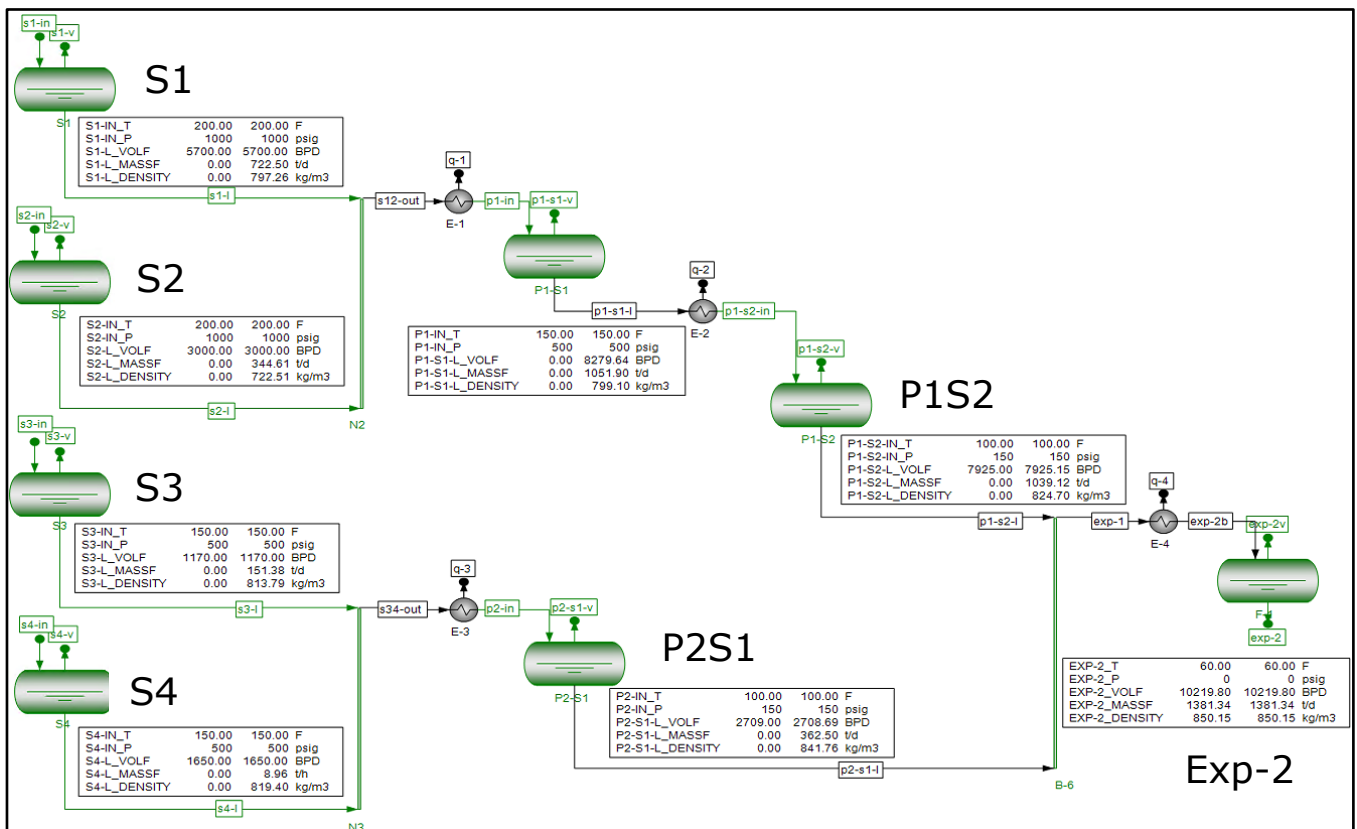 s1-in
s1-v
S1
S1
S1-IN_T 200.00 200.00 F
S1-IN_P 1000 1000 psig
S1-L_VOLF 5700.00 5700.00 BPD
S1-L_MASSF 0.00 722.50 t/d
S1-L_DENSITY 0.00 797.26 kg/m3
s1-l
s2-in
s2-v
S2
S2
S2-IN_T 200.00 200.00 F
S2-IN_P 1000 1000 psig
S2-L_VOLF 3000.00 3000.00 BPD
S2-L_MASSF 0.00 344.61 t/d
S2-L_DENSITY 0.00 722.51 kg/m3
s2-l
N2
s12-out
q-1
E-1
p1-in
p1-s1-v
P1-S1
p1-s1-l
P1-IN_T 150.00 150.00 F
P1-IN_P 500 500 psig
P1-S1-L_VOLF 0.00 8279.64 BPD
P1-S1-L_MASSF 0.00 1051.90 t/d
P1-S1-L_DENSITY 0.00 799.10 kg/m3
q-2
E-2
p1-s2-in
p1-s2-v
P1S2
P1-S2
P1-S2-IN_T 100.00 100.00 F
P1-S2-IN_P 150 150 psig
P1-S2-L_VOLF 7925.00 7925.15 BPD
P1-S2-L_MASSF 0.00 1039.12 t/d
P1-S2-L_DENSITY 0.00 824.70 kg/m3
p1-s2-l
s3-in
s3-v
S3
S3
S3-IN_T 150.00 150.00 F
S3-IN_P 500 500 psig
S3-L_VOLF 1170.00 1170.00 BPD
S3-L_MASSF 0.00 151.38 t/d
S3-L_DENSITY 0.00 813.79 kg/m3
s3-l
s4-in
s4-v
S4
S4
S4-IN_T 150.00 150.00 F
S4-IN_P 500 500 psig
S4-L_VOLF 1650.00 1650.00 BPD
S4-L_MASSF 0.00 8.96 t/h
S4-L_DENSITY 0.00 819.40 kg/m3
s4-l
N3
s34-out
q-3
E-3
p2-in
p2-s1-v
P2S1
P2-S1
P2-IN_T 100.00 100.00 F
P2-IN_P 150 150 psig
P2-S1-L_VOLF 2709.00 2708.69 BPD
P2-S1-L_MASSF 0.00 362.50 t/d
P2-S1-L_DENSITY 0.00 841.76 kg/m3
p2-s1-l
B-6
exp-1
q-4
E-4
exp-2b
exp-2v
F-1
exp-2
EXP-2_T 60.00 60.00 F
EXP-2_P 0 0 psig
EXP-2_VOLF 10219.80 10219.80 BPD
EXP-2_MASSF 1381.34 1381.34 t/d
EXP-2_DENSITY 850.15 850.15 kg/m3
Exp-2